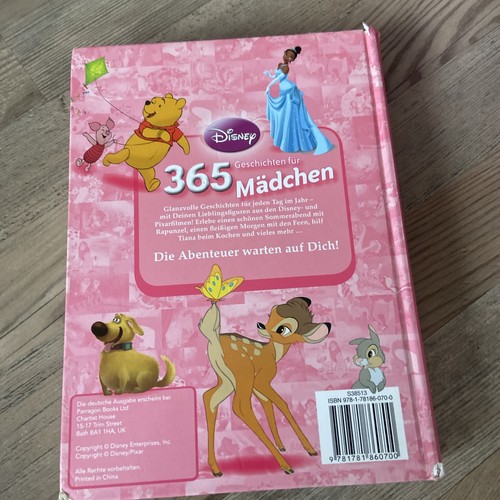 Disney
365 Geschichten für
Mädchen
Glanzvolle Geschichten für jeden Tag im Jahr –
mit Deinen Lieblingsfiguren aus den Disney- und
Pixarfilmen! Erlebe einen schönen Sommerabend mit
Rapunzel, einen fleißigen Morgen mit den Feen, hilf
Tiana beim Kochen und vieles mehr ...
Die Abenteuer warten auf Dich!
Die deutsche Ausgabe erscheint bei:
Parragon Books Ltd
Chartist House
15-17 Trim Street
Bath BA1 1HA, UK
Copyright © Disney Enterprises, Inc.
Copyright © Disney/Pixar
Alle Rechte vorbehalten.
Printed in China
S38513
ISBN 978-1-78186-070-0
9 781781 860700